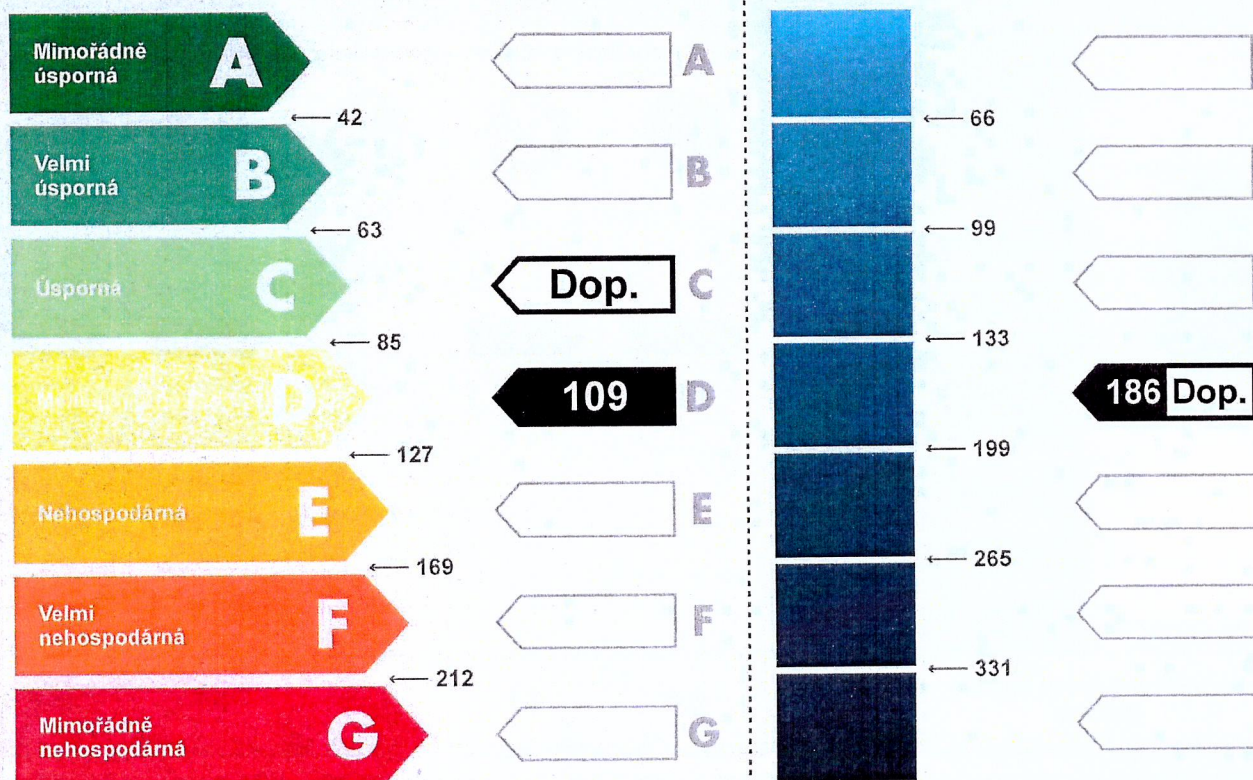 Mimořádně
úsporná
A
A
42
66
Velmi
úsporná
B
B
63
99
Úsporná
C
Dop.
C
85
133
D
109
D
186 Dop.
127
199
Nehospodárná
E
E
169
265
Velmi
nehospodárná
F
F
212
331
Mimořádně
nehospodárná
G
G